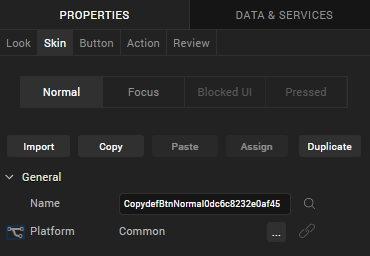 PROPERTIES DATA & SERVICES
Look Skin Button Action Review
Normal Focus Blocked UI Pressed
Import Copy Paste Assign Duplicate
General
Name CopydefBtnNormal0dc6c8232e0af45
Platform Common ...